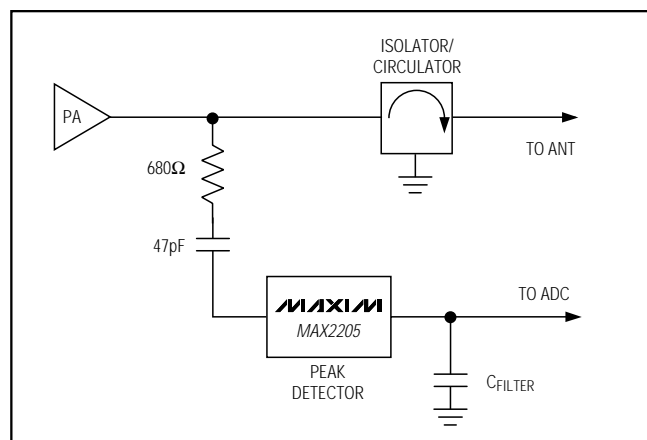 ISOLATOR/
CIRCULATOR
PA
TO ANT
680Ω
47pF
MAXIM
MAX2205
TO ADC
PEAK
DETECTOR
CFILTER